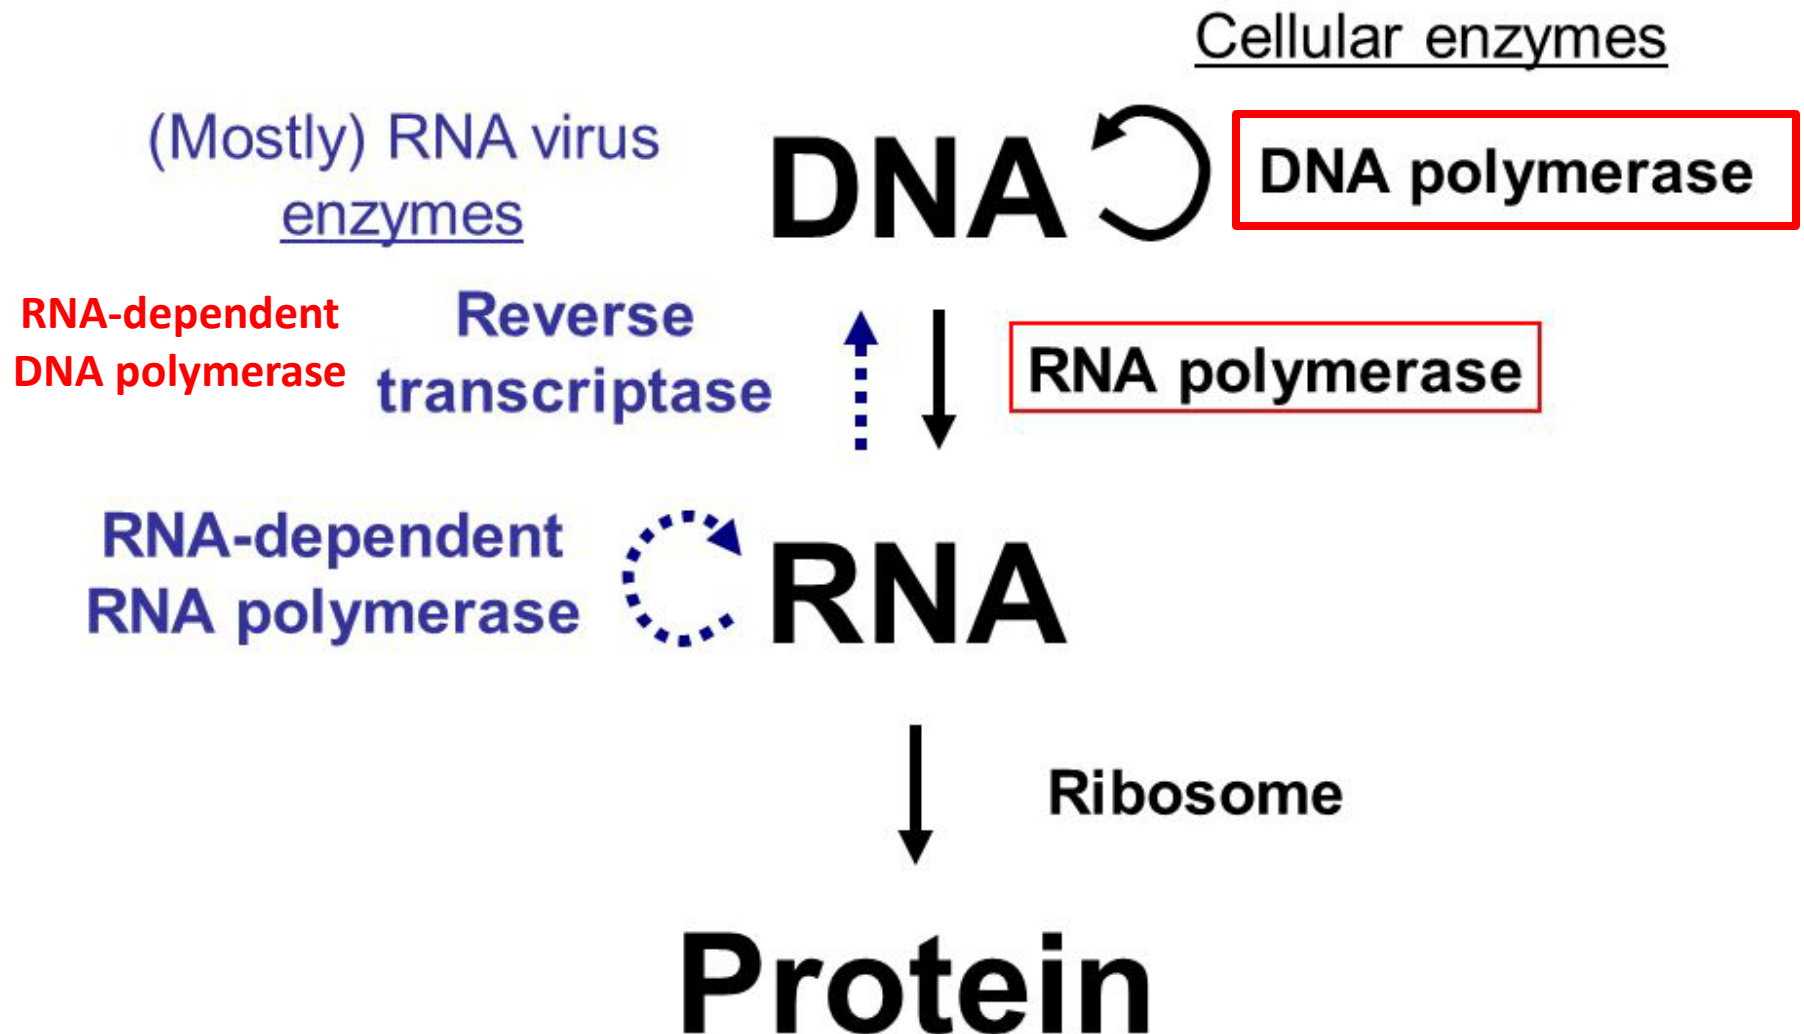 Cellular enzymes
(Mostly) RNA virus
enzymes
DNA
DNA polymerase
RNA-dependent
DNA polymerase
Reverse
transcriptase
RNA polymerase
RNA-dependent
RNA polymerase
RNA
Ribosome
Protein